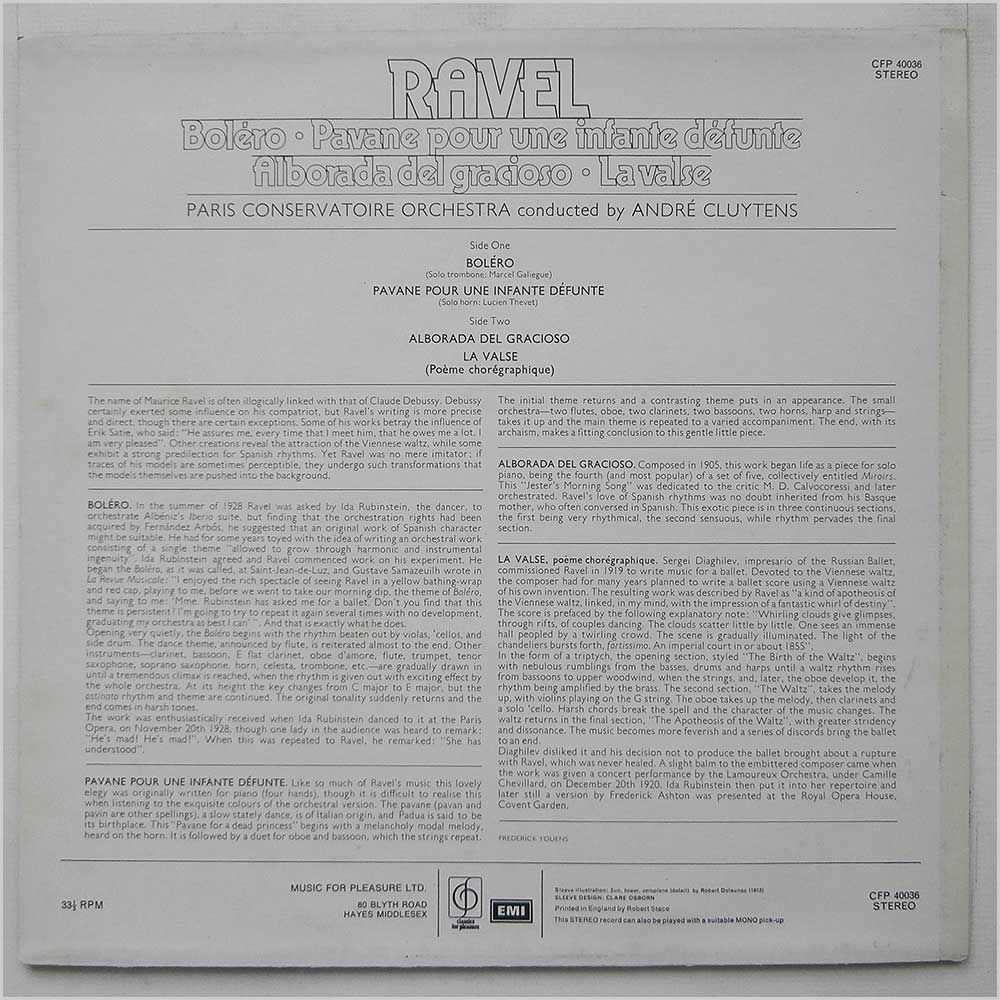 CFP 40036
STEREO
RAVEL
Boléro · Pavane pour une infante défunte
Alborada del gracioso · La valse
PARIS CONSERVATOIRE ORCHESTRA conducted by ANDRÉ CLUYTENS
Side One
BOLÉRO
(Solo trombone: Marcel Galiegue)
PAVANE POUR UNE INFANTE DÉFUNTE
(Solo horn: Lucien Thevet)
Side Two
ALBORADA DEL GRACIOSO
LA VALSE
(Poème chorégraphique)
The name of Maurice Ravel is often illogically linked with that of Claude Debussy. Debussy
certainly exerted some influence on his compatriot, but Ravel's writing is more precise
and direct, though there are certain exceptions. Some of his works betray the influence of
Erik Satie, who said: "He assures me, every time that I meet him, that he owes me a lot. I
am very pleased". Other creations reveal the attraction of the Viennese waltz, while some
exhibit a strong predilection for Spanish rhythms. Yet Ravel was no mere imitator; if
traces of his models are sometimes perceptible, they undergo such transformations that
the models themselves are pushed into the background.
BOLÉRO. In the summer of 1928 Ravel was asked by Ida Rubinstein, the dancer, to
orchestrate Albéniz's Iberia suite, but finding that the orchestration rights had been
acquired by Fernández Arbós, he suggested that an original work of Spanish character
might be suitable. He had for some years toyed with the idea of writing an orchestral work
consisting of a single theme "allowed to grow through harmonic and instrumental
ingenuity". Ida Rubinstein agreed and Ravel commenced work on his experiment. He
began the Boléro, as it was called, at Saint-Jean-de-Luz, and Gustave Samazeuilh wrote in
La Revue Musicale: "I enjoyed the rich spectacle of seeing Ravel in a yellow bathing-wrap
and red cap, playing to me, before we went to take our morning dip, the theme of Boléro,
and saying to me: 'Mme. Rubinstein has asked me for a ballet. Don't you find that this
theme is persistent? I'm going to try to repeat it again several times with no development,
graduating my orchestra as best I can' ". And that is exactly what he does.
Opening very quietly, the Boléro begins with the rhythm beaten out by violas, 'cellos, and
side drum. The dance theme, announced by flute, is reiterated almost to the end. Other
instruments—clarinet, bassoon, E flat clarinet, oboe d'amore, flute, trumpet, tenor
saxophone, soprano saxophone, horn, celesta, trombone, etc.—are gradually drawn in
until a tremendous climax is reached, when the rhythm is given out with exciting effect by
the whole orchestra. At its height the key changes from C major to E major, but the
ostinato rhythm and theme are continued. The original tonality suddenly returns and the
end comes in harsh tones.
The work was enthusiastically received when Ida Rubinstein danced to it at the Paris
Opera, on November 20th 1928, though one lady in the audience was heard to remark:
"He's mad! He's mad!". When this was repeated to Ravel, he remarked: "She has
understood".
PAVANE POUR UNE INFANTE DÉFUNTE. Like so much of Ravel's music this lovely
elegy was originally written for piano (four hands), though it is difficult to realise this
when listening to the exquisite colours of the orchestral version. The pavane (pavan and
pavin are other spellings), a slow stately dance, is of Italian origin, and Padua is said to be
its birthplace. This "Pavane for a dead princess" begins with a melancholy modal melody,
heard on the horn. It is followed by a duet for oboe and bassoon, which the strings repeat.
The initial theme returns and a contrasting theme puts in an appearance. The small
orchestra—two flutes, oboe, two clarinets, two bassoons, two horns, harp and strings—
takes it up and the main theme is repeated to a varied accompaniment. The end, with its
archaism, makes a fitting conclusion to this gentle little piece.
ALBORADA DEL GRACIOSO. Composed in 1905, this work began life as a piece for solo
piano, being the fourth (and most popular) of a set of five, collectively entitled Miroirs.
This "Jester's Morning Song" was dedicated to the critic M. D. Calvocoressi and later
orchestrated. Ravel's love of Spanish rhythms was no doubt inherited from his Basque
mother, who often conversed in Spanish. This exotic piece is in three continuous sections,
the first being very rhythmical, the second sensuous, while rhythm pervades the final
section.
LA VALSE, poème chorégraphique. Sergei Diaghilev, impresario of the Russian Ballet,
commissioned Ravel in 1919 to write music for a ballet. Devoted to the Viennese waltz,
the composer had for many years planned to write a ballet score using a Viennese waltz
of his own invention. The resulting work was described by Ravel as "a kind of apotheosis of
the Viennese waltz, linked, in my mind, with the impression of a fantastic whirl of destiny".
The score is prefaced by the following explanatory note: "Whirling clouds give glimpses,
through rifts, of couples dancing. The clouds scatter little by little. One sees an immense
hall peopled by a twirling crowd. The scene is gradually illuminated. The light of the
chandeliers bursts forth, fortissimo. An imperial court in or about 1855".
In the form of a triptych, the opening section, styled "The Birth of the Waltz", begins
with nebulous rumblings from the basses, drums and harps until a waltz rhythm rises
from bassoons to upper woodwind, when the strings, and, later, the oboe develop it, the
rhythm being amplified by the brass. The second section, "The Waltz", takes the melody
up, with violins playing on the G string. The oboe takes up the melody, then clarinets and
a solo 'cello. Harsh chords break the spell and the character of the music changes. The
waltz returns in the final section, "The Apotheosis of the Waltz", with greater stridency
and dissonance. The music becomes more feverish and a series of discords bring the ballet
to an end.
Diaghilev disliked it and his decision not to produce the ballet brought about a rupture
with Ravel, which was never healed. A slight balm to the embittered composer came when
the work was given a concert performance by the Lamoureux Orchestra, under Camille
Chevillard, on December 20th 1920. Ida Rubinstein then put it into her repertoire and
later still a version by Frederick Ashton was presented at the Royal Opera House,
Covent Garden.
FREDERICK YOUENS
33⅓ RPM
MUSIC FOR PLEASURE LTD.
80 BLYTH ROAD
HAYES MIDDLESEX
classics
for pleasure
EMI
Sleeve illustration: Sun, tower, aeroplane (detail) by Robert Delaunay (1913)
SLEEVE DESIGN: CLARE OSBORN
Printed in England by Robert Stace
This STEREO record can also be played with a suitable MONO pick-up
CFP 40036
STEREO